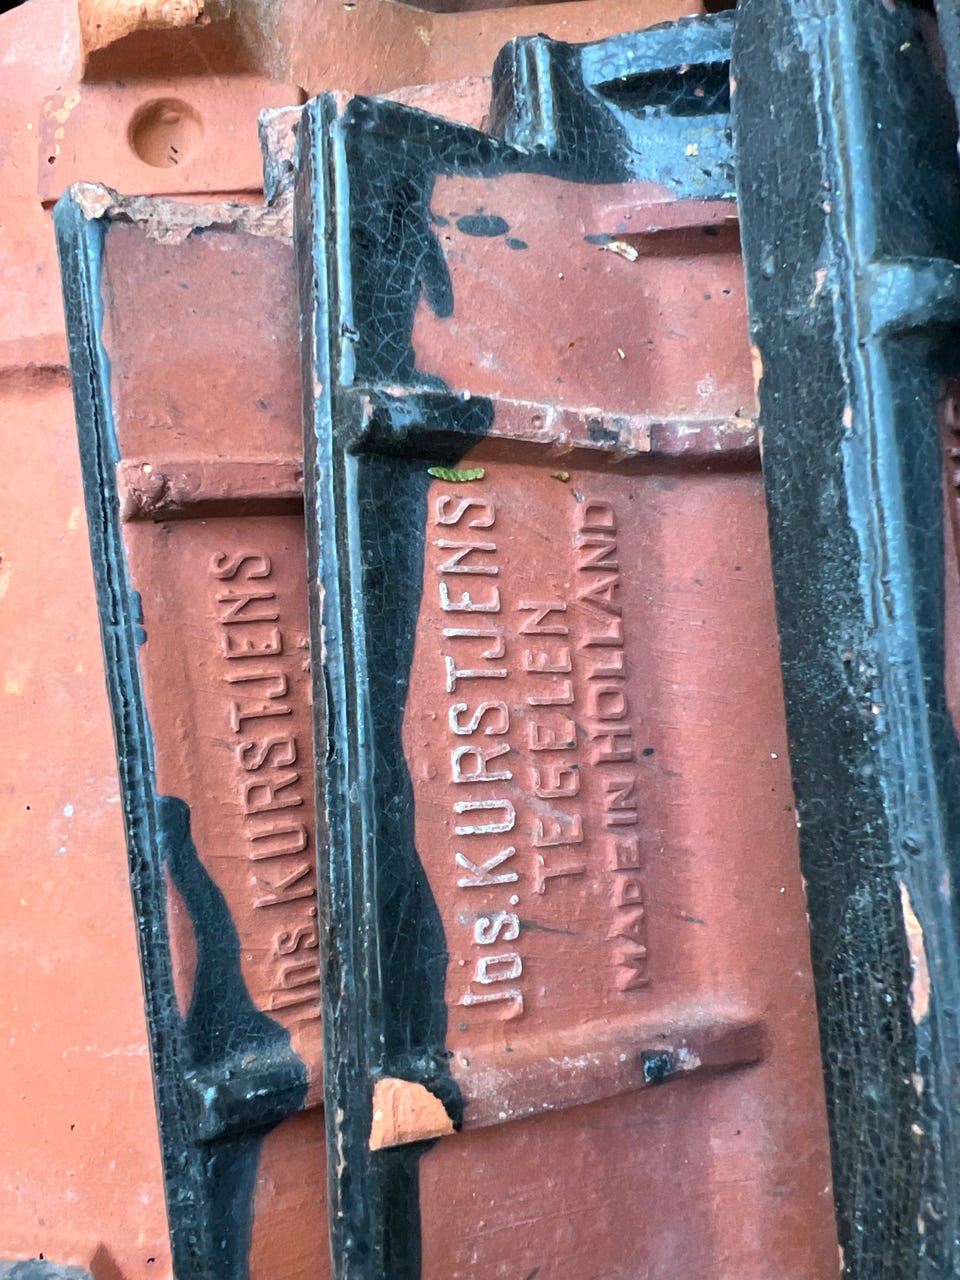 Jos. KURSTJENS
Jos. KURSTJENS
TEGELEN
MADE IN HOLLAND